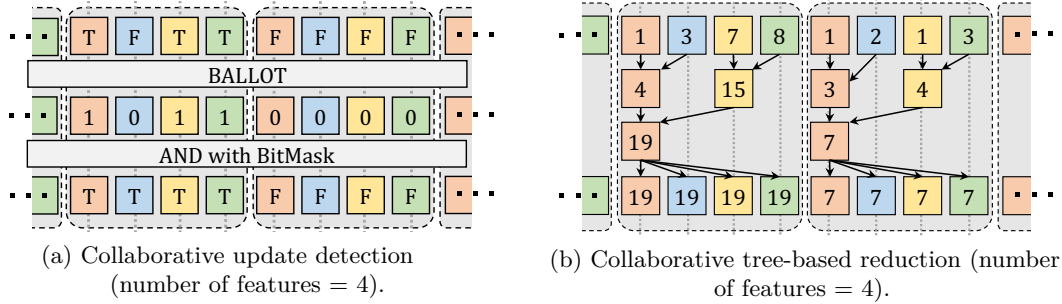 T F T T F F F F
BALLOT
1 0 1 1 0 0 0 0
AND with BitMask
T T T T F F F F
(a) Collaborative update detection
(number of features = 4).
1 3 7 8 1 2 1 3
4 15 3 4
19 7
19 19 19 19 7 7 7 7
(b) Collaborative tree-based reduction (number
of features = 4).